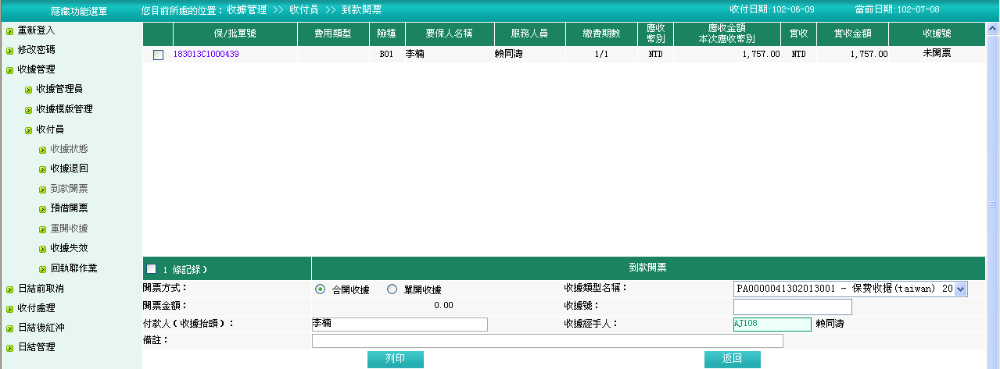 隱藏功能選單 您目前所處的位置：收據管理 >> 收付員 >> 到款開票 收付日期:102-06-09 當前日期:102-07-08
重新登入
修改密碼
收據管理
收據管理員
收據模版管理
收付員
收據狀態
收據退回
到款開票
預借開票
重開收據
收據失效
回執聯作業
日結前取消
收付處理
日結後紅沖
日結管理
保/批單號 費用類型 險種 要保人名稱 服務人員 繳費期數 應收幣別 應收金額 本次應收幣別 實收 實收金額 收據號
183013C1000439 B01 李楠 賴同濤 1/1 NTD 1,757.00 NTD 1,757.00 未開票
1 條記錄) 到款開票
開票方式： 合開收據 單開收據 收據類型名稱： PA0000041302013001 - 保费收据(taiwan) 20
開票金額： 0.00 收據號：
付款人(收據抬頭)： 李楠 收據經手人： AJ108 賴同濤
備註：
列印 返回